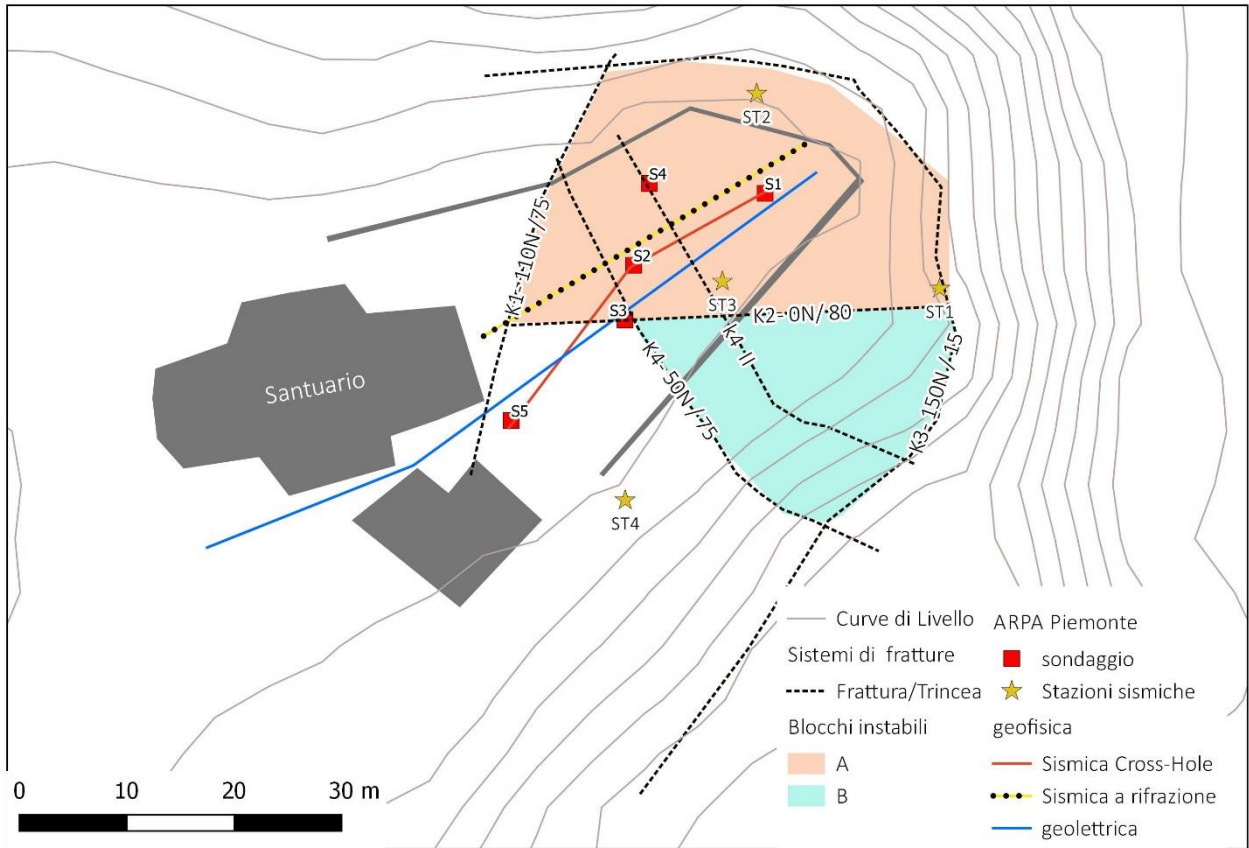 ST2
S4
S1
K1- 110N /75
S2
ST3
ST1
S3
K2- 0N/ 80
k4- II
K4- 50N / 75
K3- 150N / 15
Santuario
S5
ST4
Curve di Livello
Sistemi di fratture
Frattura/Trincea
Blocchi instabili
A
B
ARPA Piemonte
sondaggio
Stazioni sismiche
geofisica
Sismica Cross-Hole
Sismica a rifrazione
geolettrica
0 10 20 30 m